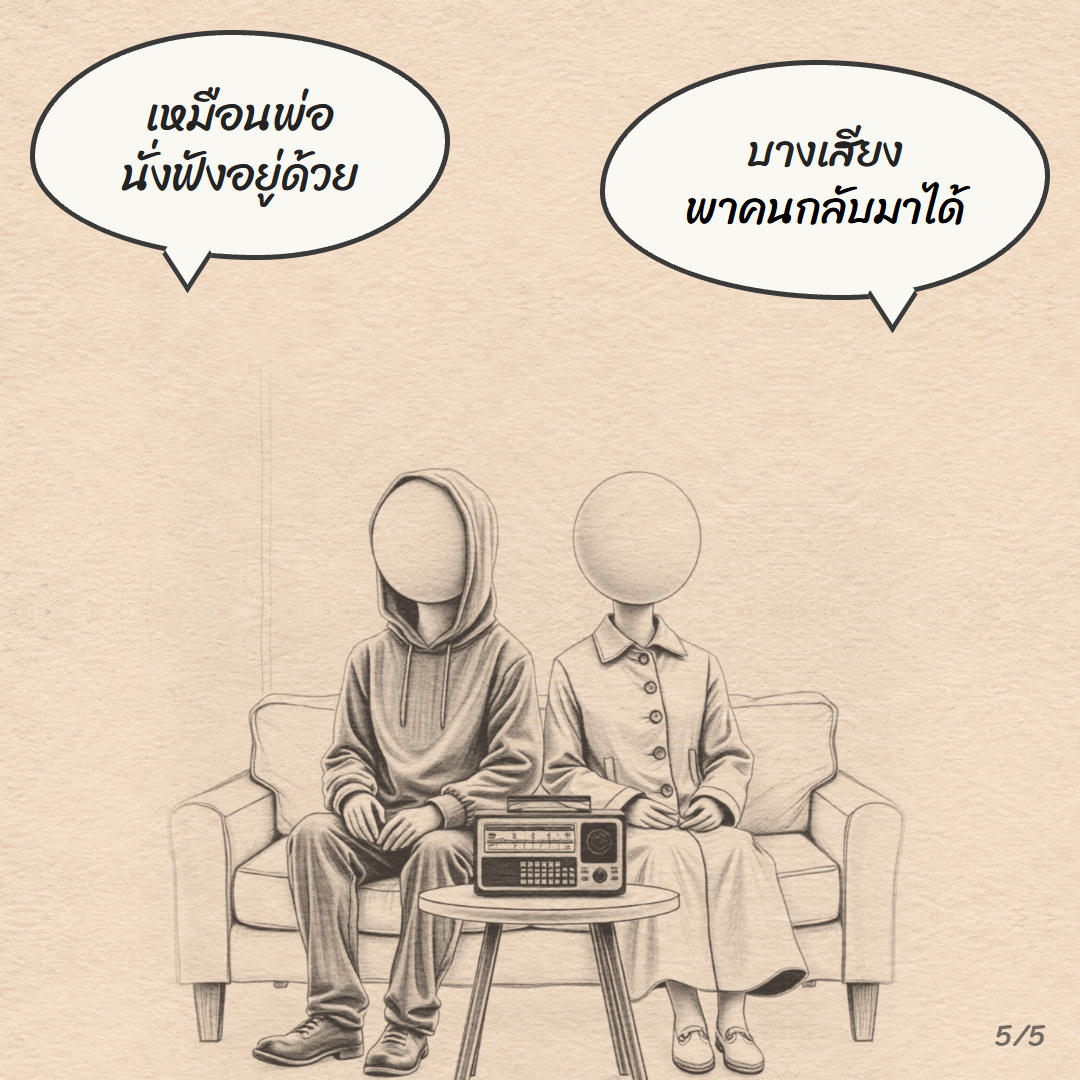 เหมือนพ่อ
นั่งฟังอยู่ด้วย
บางเสียง
พาคนกลับมาได้
5/5